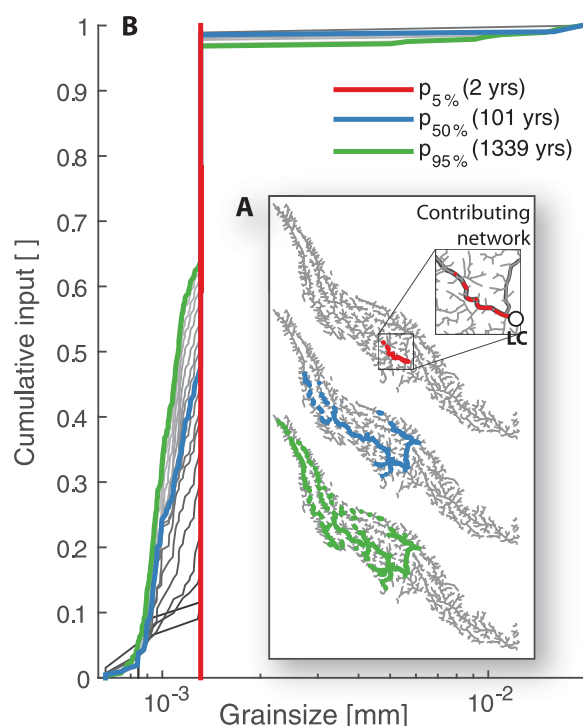 B
p5 % (2 yrs)
p50 % (101 yrs)
p95 % (1339 yrs)
A
Contributing
network
LC
Cumulative input [ ]
1
0.9
0.8
0.7
0.6
0.5
0.4
0.3
0.2
0.1
0
10-3
10-2
Grainsize [mm]